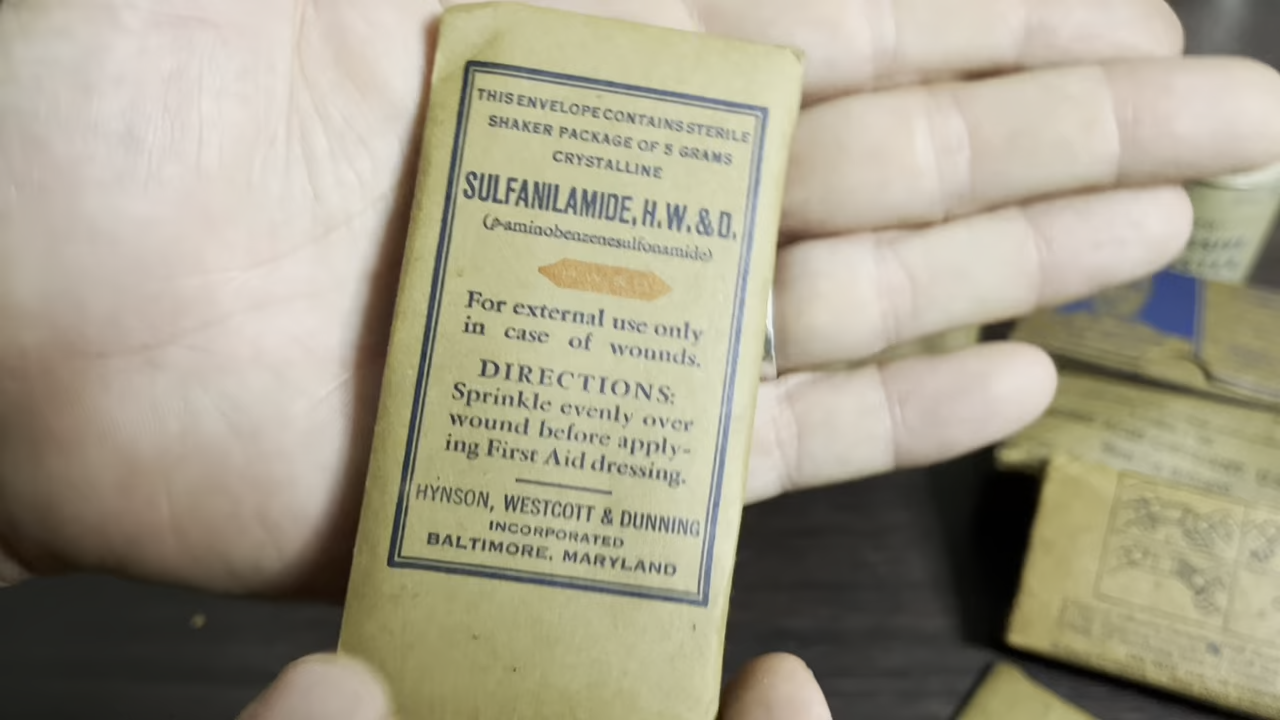 THIS ENVELOPE CONTAINS STERILE
SHAKER PACKAGE OF 5 GRAMS
CRYSTALLINE
SULFANILAMIDE, H. W. & D.
(p-aminobenzenesulfonamide)
For external use only
in case of wounds.
DIRECTIONS:
Sprinkle evenly over
wound before apply-
ing First Aid dressing.
HYNSON, WESTCOTT & DUNNING
INCORPORATED
BALTIMORE, MARYLAND